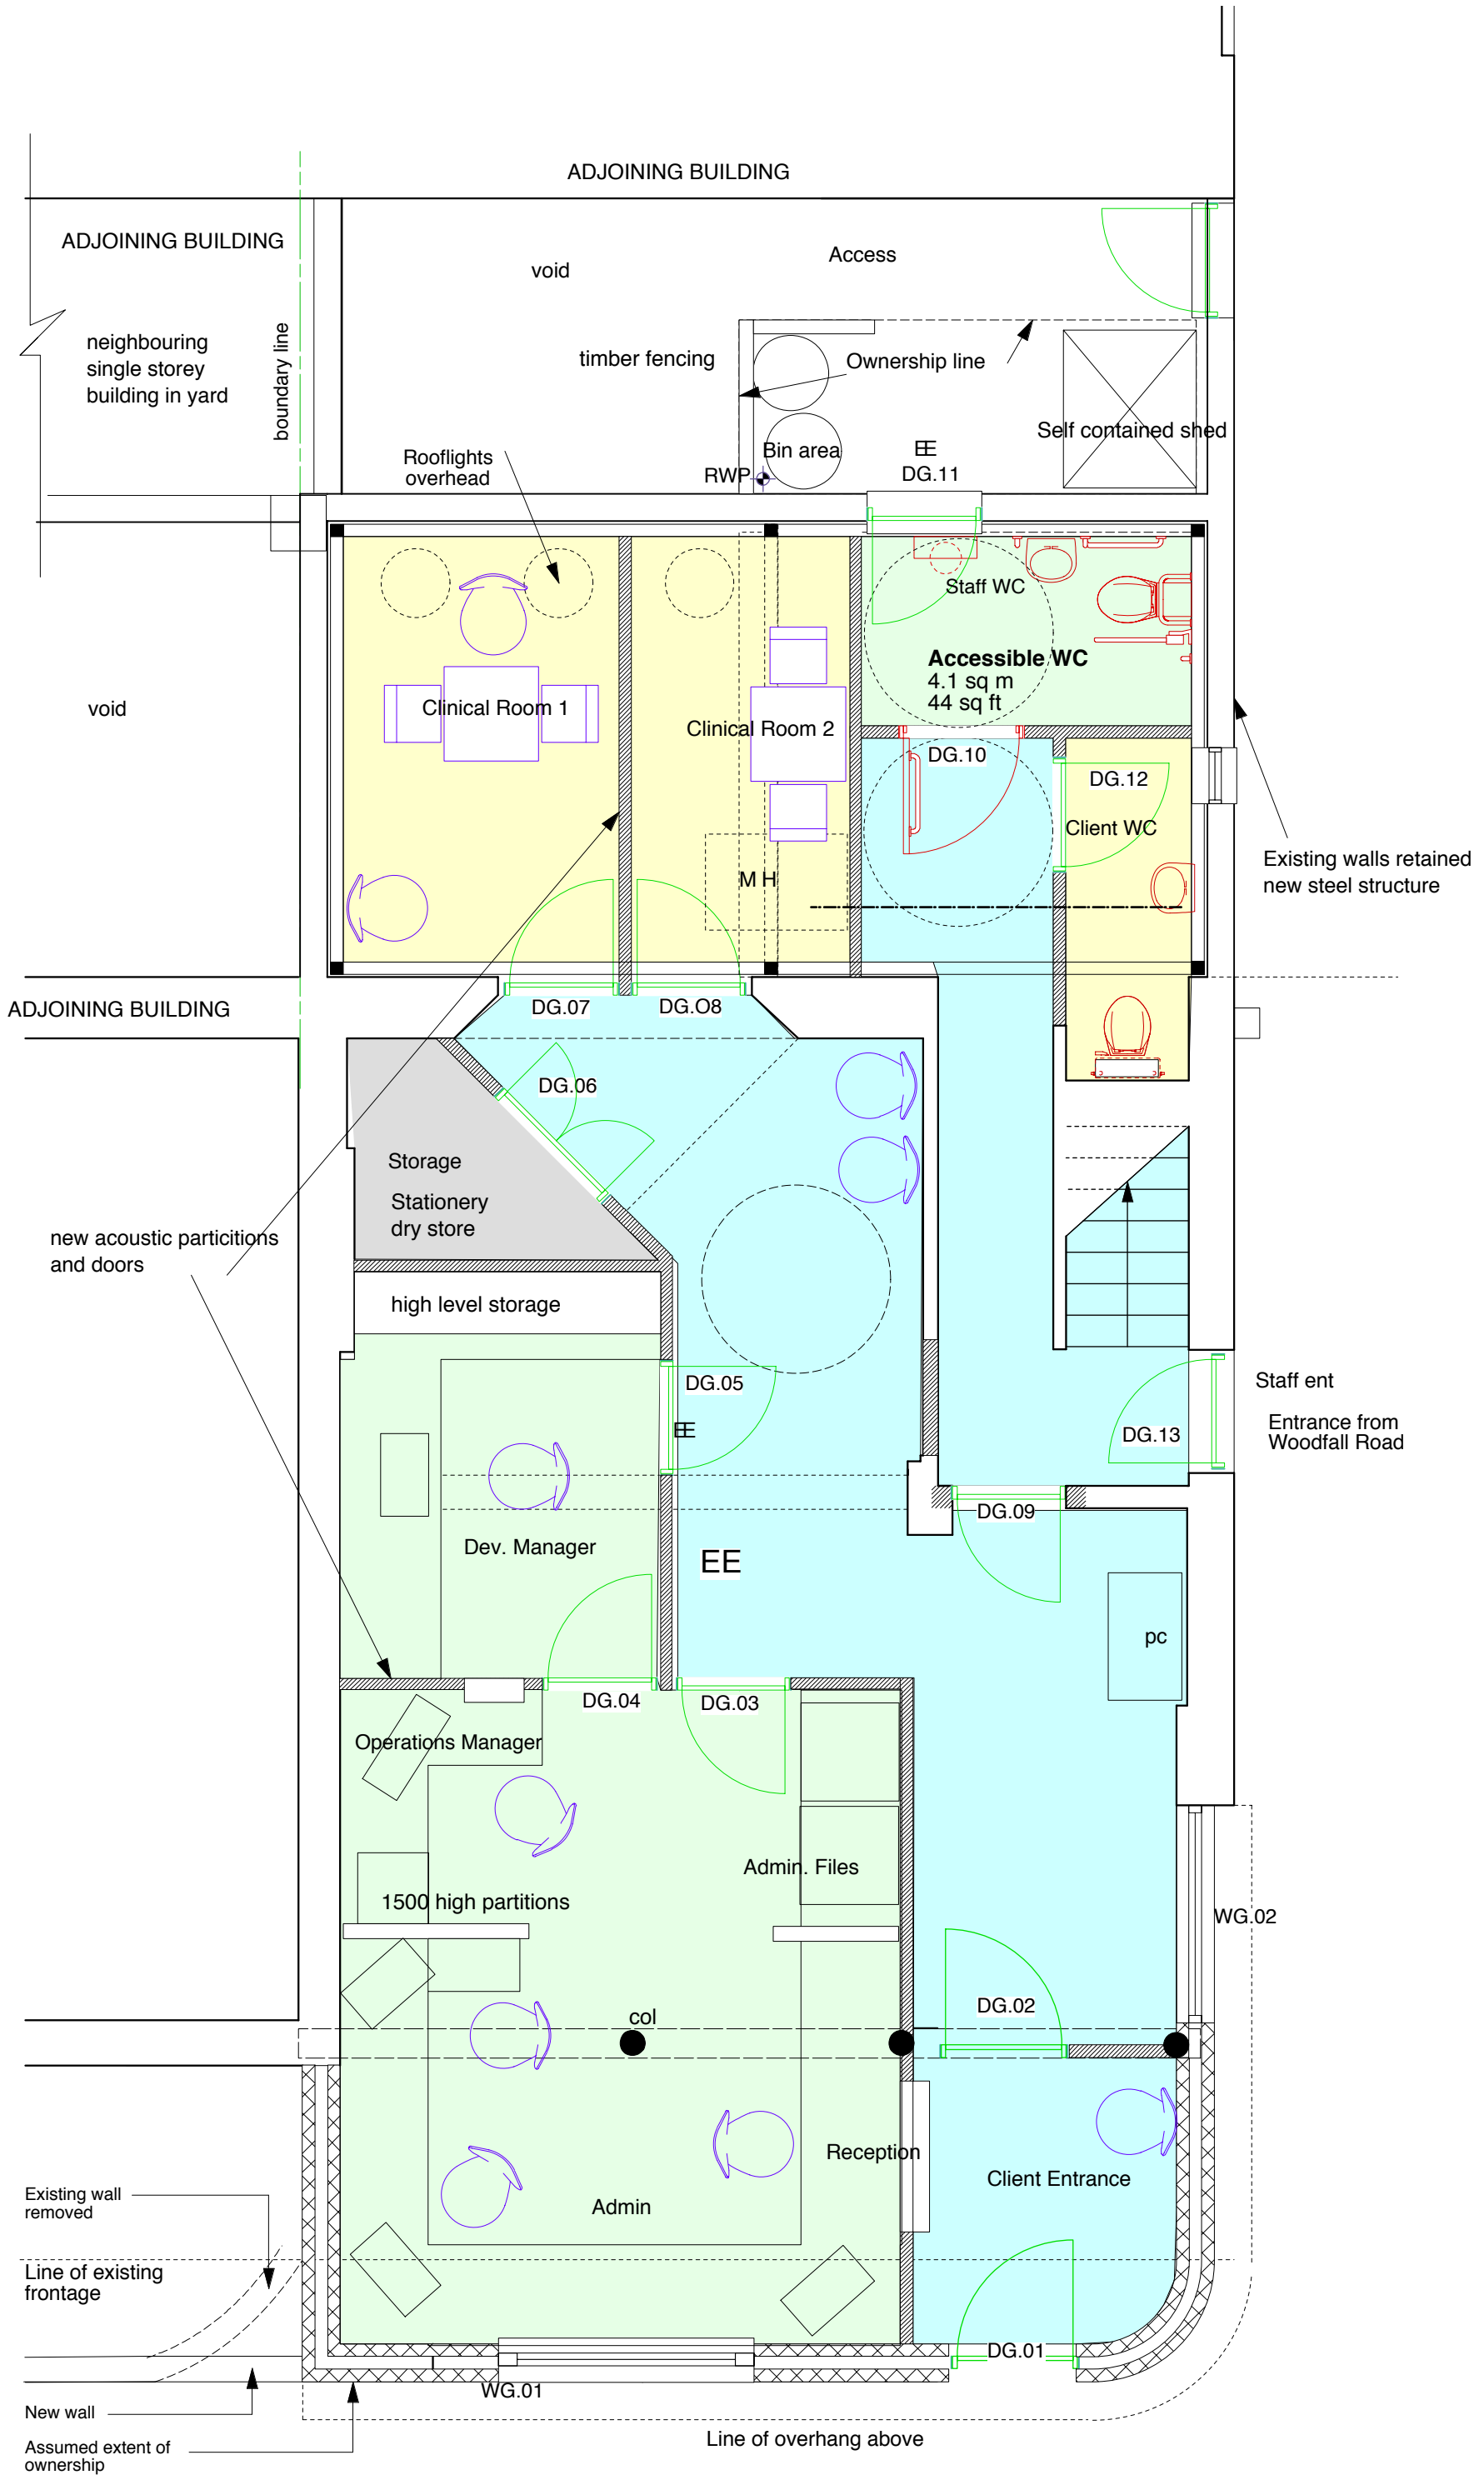 ADJOINING BUILDING
ADJOINING BUILDING
Access
void
boundary line
neighbouring
single storey
building in yard
timber fencing
Ownership line
Self contained shed
Bin area
EE
DG.11
RWP
Rooflights
overhead
Staff WC
Accessible WC
4.1 sq m
44 sq ft
Clinical Room 1
Clinical Room 2
void
DG.10
DG.12
Client WC
Existing walls retained
new steel structure
M H
ADJOINING BUILDING
DG.07
DG.O8
DG.06
Storage
Stationery
dry store
new acoustic particitions
and doors
high level storage
DG.05
EE
Staff ent
Entrance from
Woodfall Road
DG.13
DG.09
Dev. Manager
EE
pc
DG.04
DG.03
Operations Manager
Admin. Files
1500 high partitions
WG.02
DG.02
col
Reception
Client Entrance
Admin
Existing wall
removed
Line of existing
frontage
DG.01
WG.01
New wall
Line of overhang above
Assumed extent of
ownership